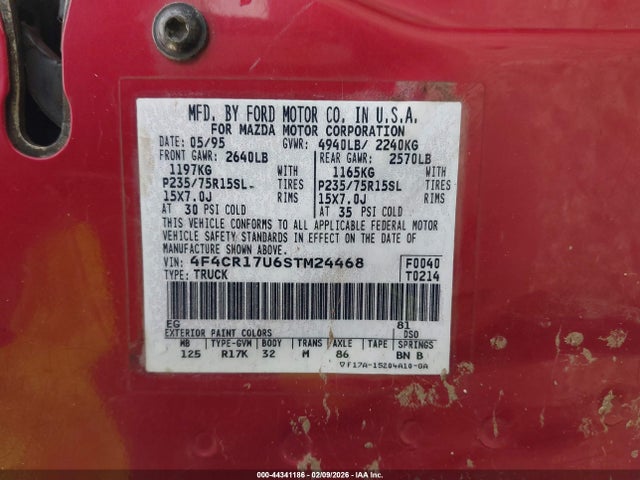 MFD. BY FORD MOTOR CO. IN U.S.A.
FOR MAZDA MOTOR CORPORATION
DATE: 05/95 GVWR: 4940LB/ 2240KG
FRONT GAWR: 2640LB REAR GAWR: 2570LB
1197KG WITH 1165KG WITH
P235/75R15SL TIRES P235/75R15SL TIRES
15X7.0J RIMS 15X7.0J RIMS
AT 30 PSI COLD AT 35 PSI COLD
THIS VEHICLE CONFORMS TO ALL APPLICABLE FEDERAL MOTOR
VEHICLE SAFETY STANDARDS IN EFFECT ON THE DATE OF
MANUFACTURE SHOWN ABOVE.
VIN: 4F4CR17U6STM24468 F0040
TYPE: TRUCK T0214
EG 81
EXTERIOR PAINT COLORS DSO
MB TYPE-GVM BODY TRANS AXLE TAPE SPRINGS
125 R17K 32 M 86 BN B
▽F17A-15204A10-GA
000-44341186 - 02/09/2026 - IAAI.COM